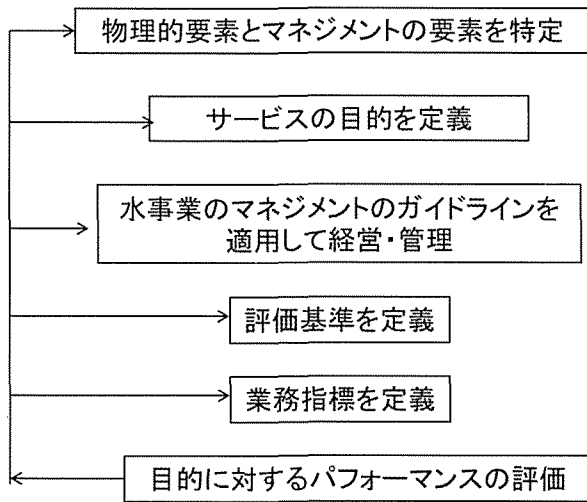 物理的要素とマネジメントの要素を特定
サービスの目的を定義
水事業のマネジメントのガイドラインを
適用して経営・管理
評価基準を定義
業務指標を定義
目的に対するパフォーマンスの評価